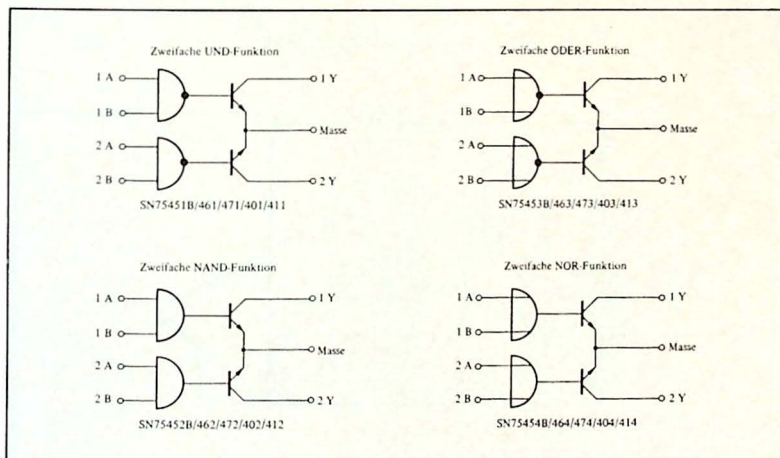 Zweifache UND-Funktion
1 A
1 B
2 A
2 B
1 Y
Masse
2 Y
SN75451B/461/471/401/411
Zweifache ODER-Funktion
1 A
1 B
2 A
2 B
1 Y
Masse
2 Y
SN75453B/463/473/403/413
Zweifache NAND-Funktion
1 A
1 B
2 A
2 B
1 Y
Masse
2 Y
SN75452B/462/472/402/412
Zweifache NOR-Funktion
1 A
1 B
2 A
2 B
1 Y
Masse
2 Y
SN75454B/464/474/404/414